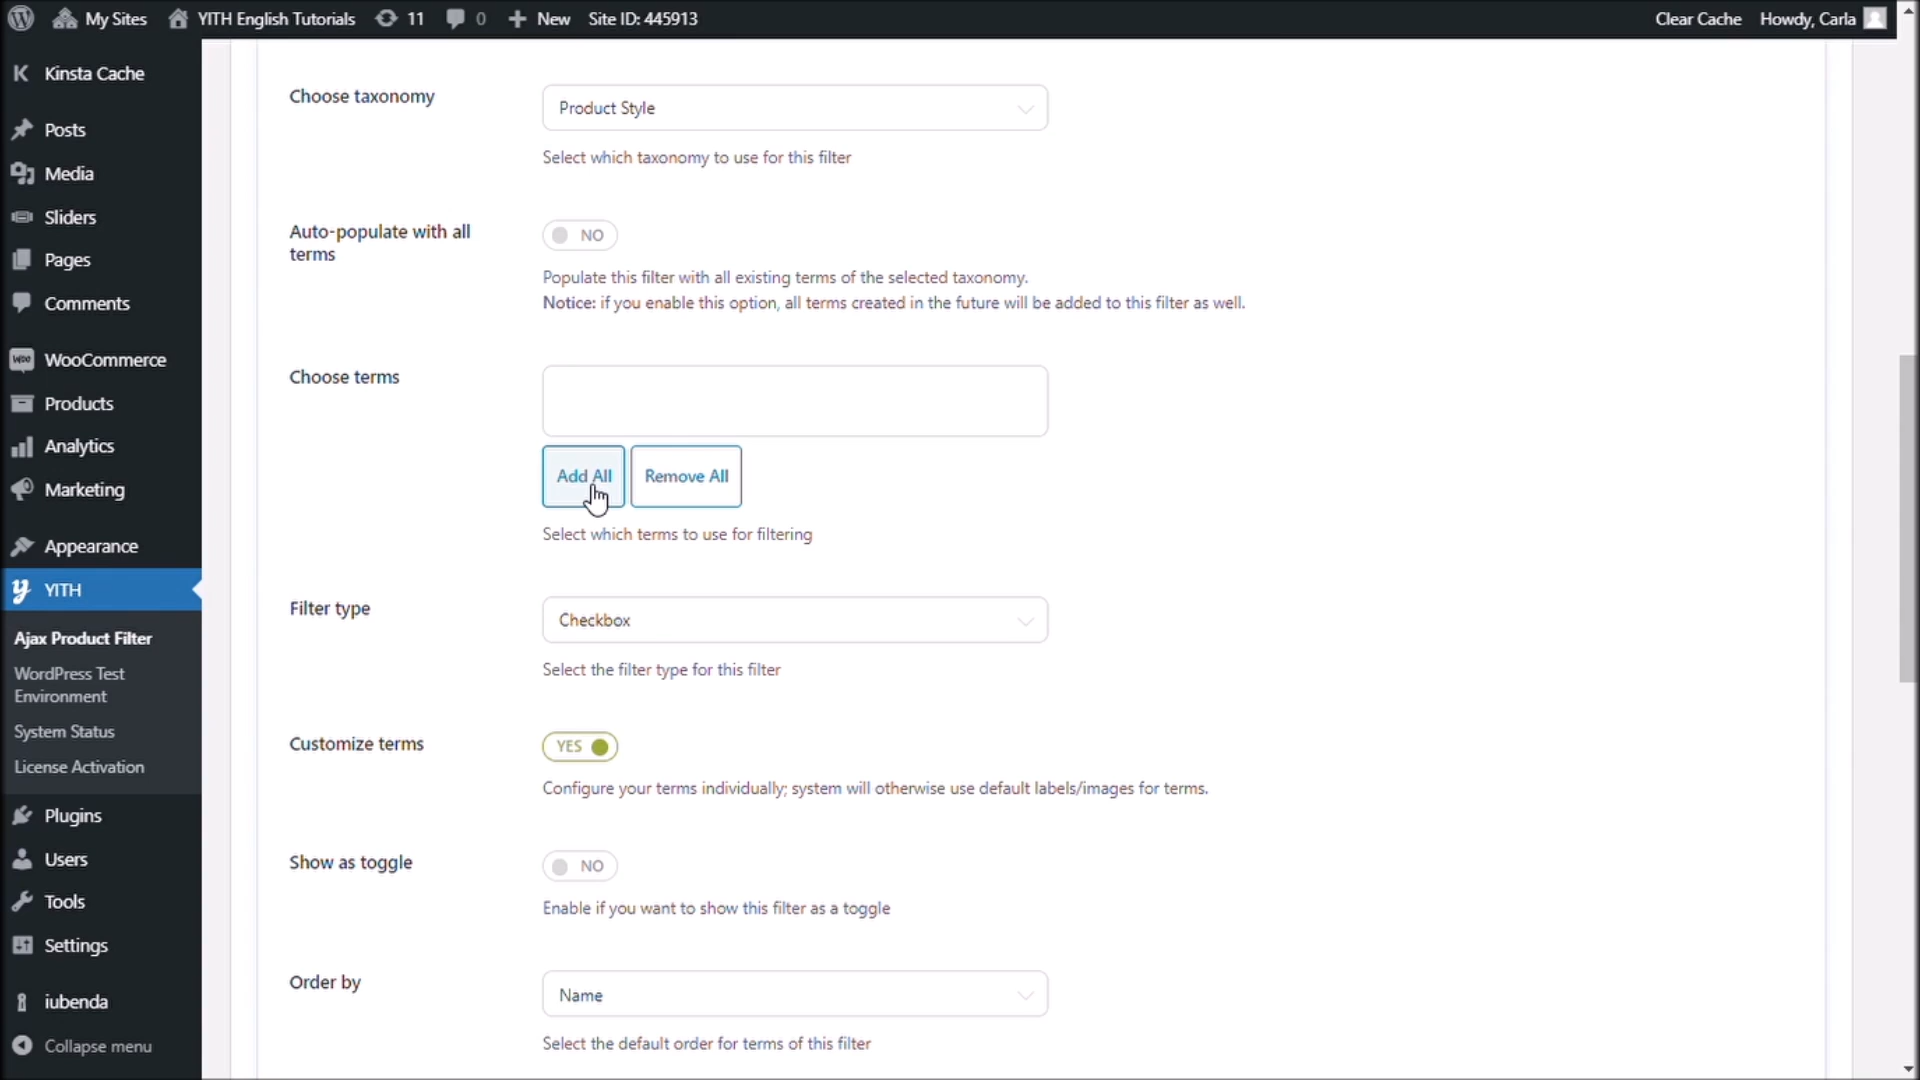 My Sites
YITH English Tutorials
11
0
New
Site ID: 445913
Clear Cache
Howdy, Carla
Kinsta Cache
Posts
Media
Sliders
Pages
Comments
WooCommerce
Products
Analytics
Marketing
Appearance
YITH
Ajax Product Filter
WordPress Test
Environment
System Status
License Activation
Plugins
Users
Tools
Settings
iubenda
Collapse menu
Choose taxonomy
Product Style
Select which taxonomy to use for this filter
Auto-populate with all
terms
NO
Populate this filter with all existing terms of the selected taxonomy.
Notice: if you enable this option, all terms created in the future will be added to this filter as well.
Choose terms
Add All
Remove All
Select which terms to use for filtering
Filter type
Checkbox
Select the filter type for this filter
Customize terms
YES
Configure your terms individually; system will otherwise use default labels/images for terms.
Show as toggle
NO
Enable if you want to show this filter as a toggle
Order by
Name
Select the default order for terms of this filter